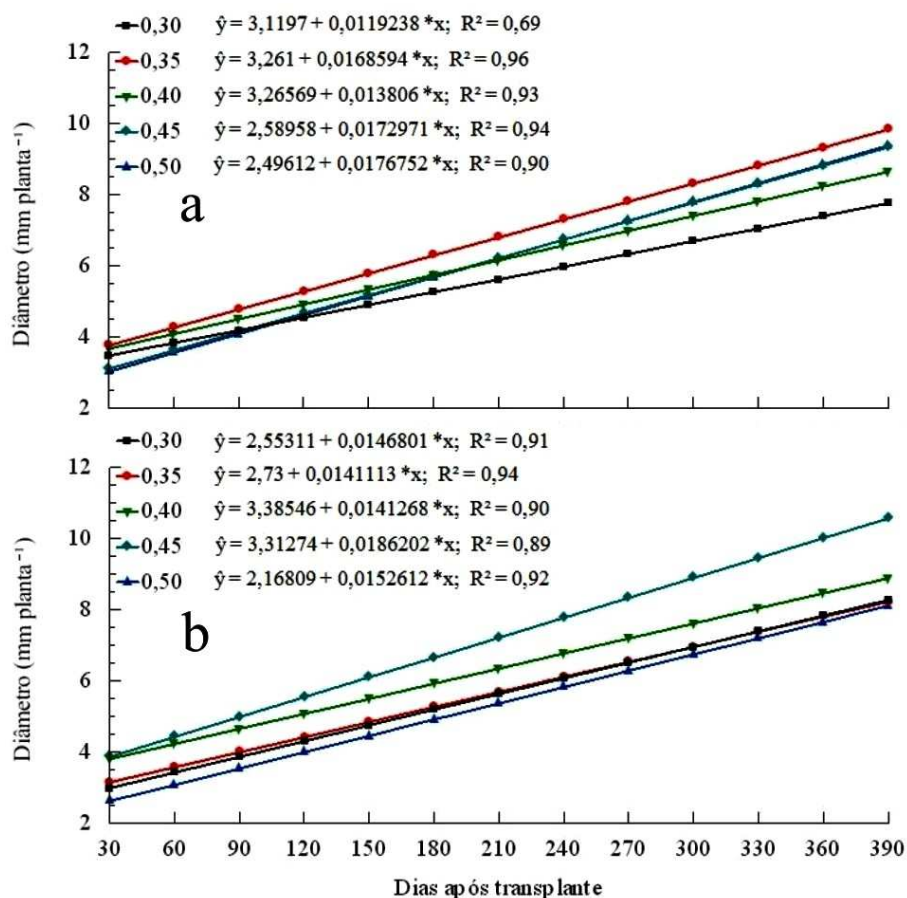 0,30 ŷ = 3,1197 + 0,0119238 *x; R² = 0,69
0,35 ŷ = 3,261 + 0,0168594 *x; R² = 0,96
0,40 ŷ = 3,26569 + 0,013806 *x; R² = 0,93
0,45 ŷ = 2,58958 + 0,0172971 *x; R² = 0,94
0,50 ŷ = 2,49612 + 0,0176752 *x; R² = 0,90
12
10
8
6
4
2
Diâmetro (mm planta⁻¹)
a
0,30 ŷ = 2,55311 + 0,0146801 *x; R² = 0,91
0,35 ŷ = 2,73 + 0,0141113 *x; R² = 0,94
0,40 ŷ = 3,38546 + 0,0141268 *x; R² = 0,90
0,45 ŷ = 3,31274 + 0,0186202 *x; R² = 0,89
0,50 ŷ = 2,16809 + 0,0152612 *x; R² = 0,92
12
10
8
6
4
2
Diâmetro (mm planta⁻¹)
b
30 60 90 120 150 180 210 240 270 300 330 360 390
Dias após transplante